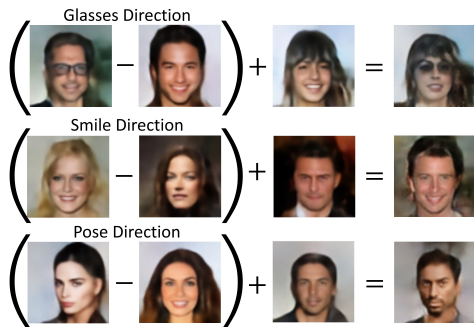 Glasses Direction
( − ) + =
Smile Direction
( − ) + =
Pose Direction
( − ) + =